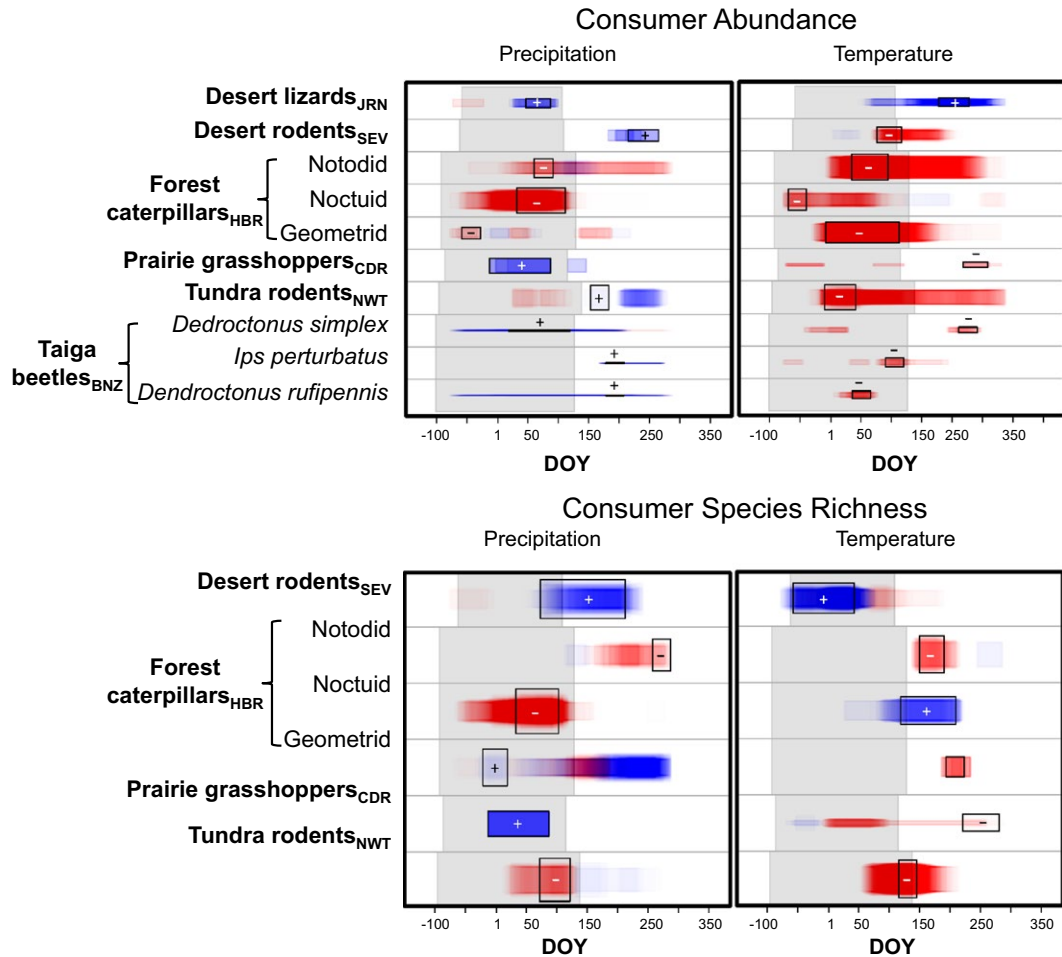 Consumer Abundance
Precipitation Temperature
Desert lizardsJRN + +
Desert rodentsSEV + -
Notodid - -
Forest caterpillarsHBR
Noctuid - -
Geometrid - -
Prairie grasshoppersCDR + -
Tundra rodentsNWT + -
Dedroctonus simplex + -
Taiga beetlesBNZ
Ips perturbatus + -
Dendroctonus rufipennis + -
-100 1 50 150 250 350 -100 1 50 150 250 350
DOY DOY
Consumer Species Richness
Precipitation Temperature
Desert rodentsSEV + +
Notodid - -
Forest caterpillarsHBR
Noctuid - +
Geometrid +
Prairie grasshoppersCDR + -
Tundra rodentsNWT - -
-100 1 50 150 250 350 -100 1 50 150 250 350
DOY DOY